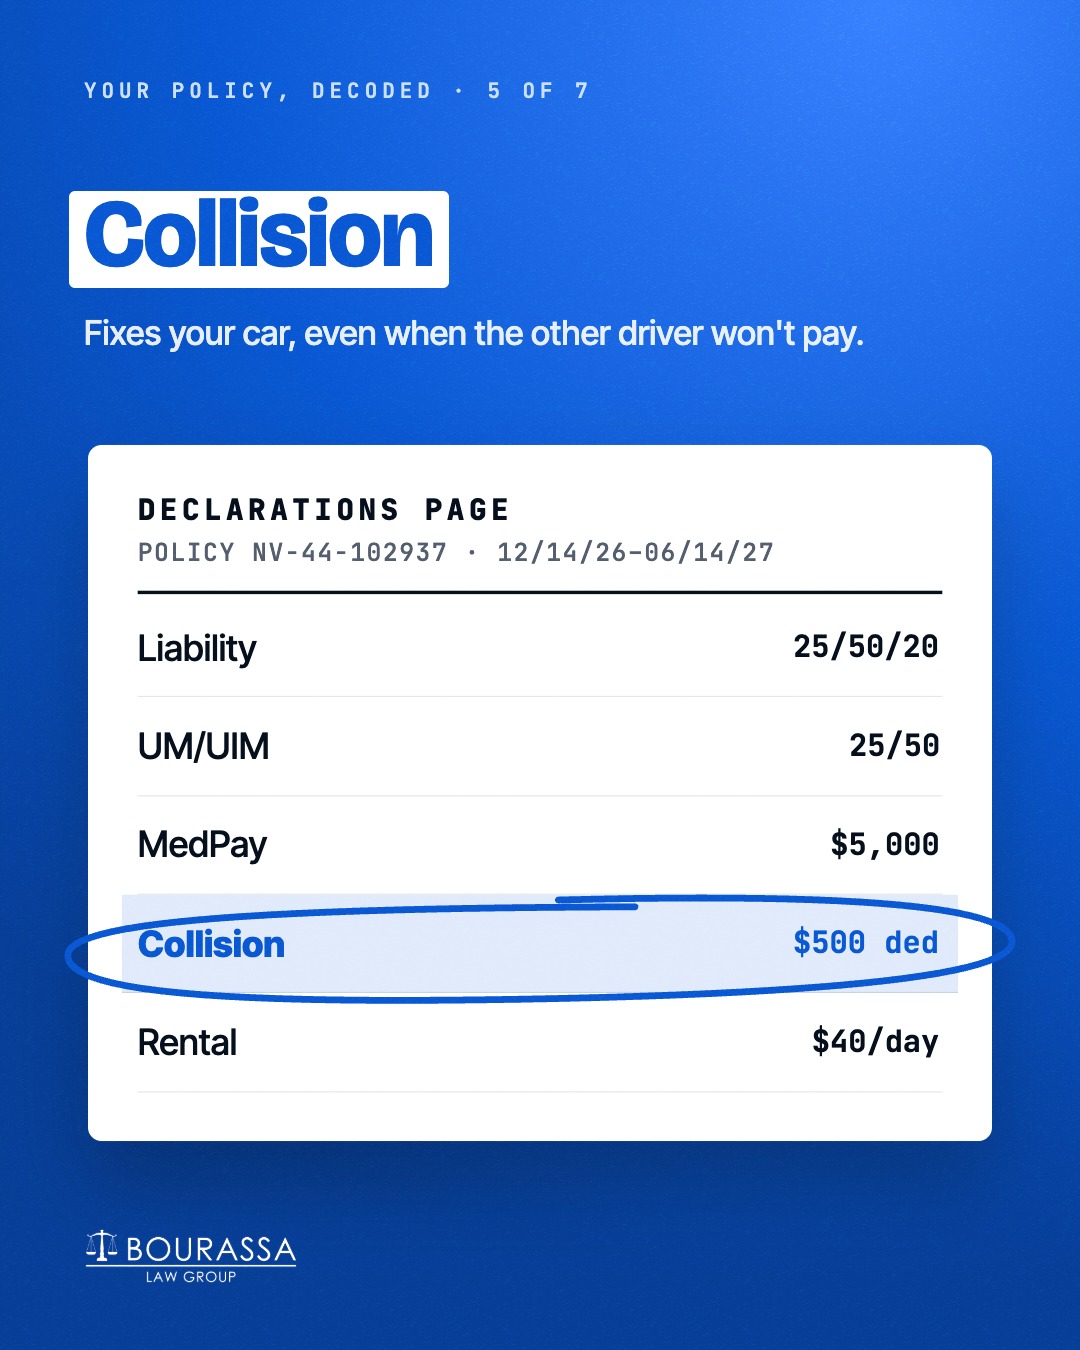 YOUR POLICY, DECODED · 5 OF 7
Collision
Fixes your car, even when the other driver won't pay.
DECLARATIONS PAGE
POLICY NV-44-102937 · 12/14/26–06/14/27
Liability 25/50/20
UM/UIM 25/50
MedPay $5,000
Collision $500 ded
Rental $40/day
BOURASSA
LAW GROUP